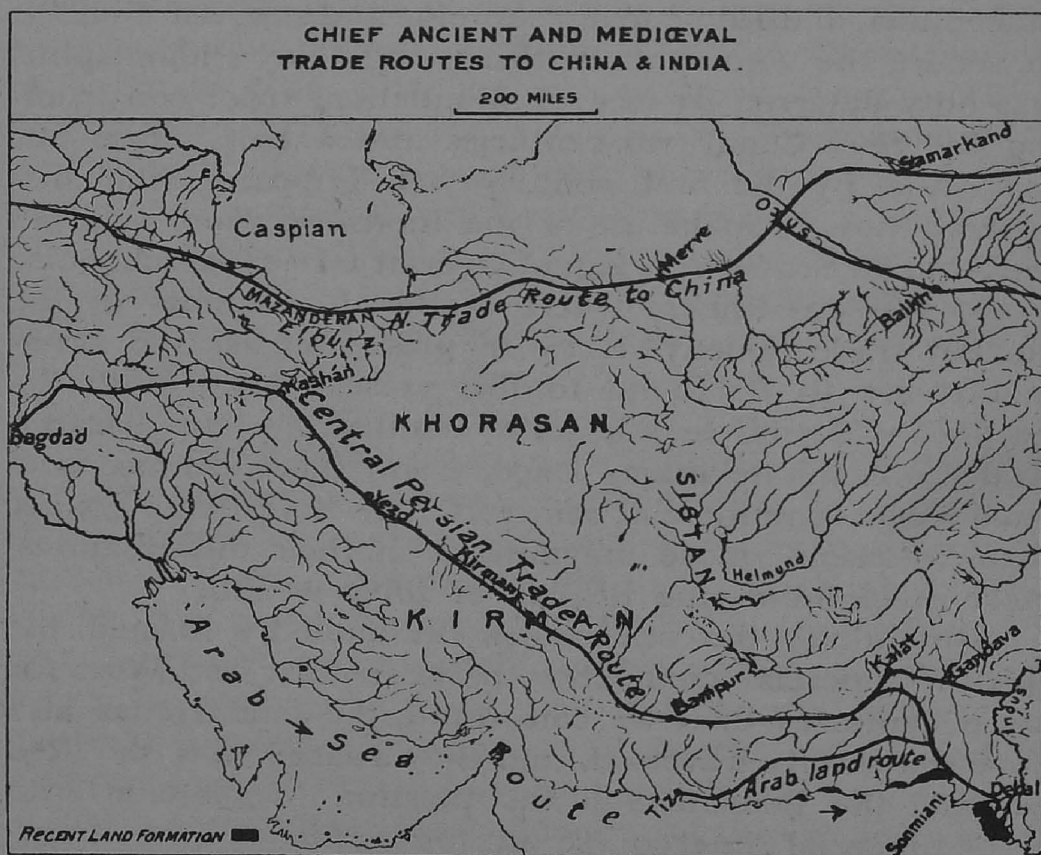 CHIEF ANCIENT AND MEDIŒVAL
TRADE ROUTES TO CHINA & INDIA.
200 MILES
Samarkand
Oxus
Caspian
Merve
MAZANDERAN
N. Trade Route to China
Balkh
Elburz
Kashán
KHORASAN
Bagdad
Central Persian Trade Route
Yezd
SISTAN
Kirman
Helmund
KIRMAN
Kalat
Gandava
Bampur
Indus
Arab Sea Route
Arab land route
Tiz
Debal
Sonmiani
RECENT LAND FORMATION